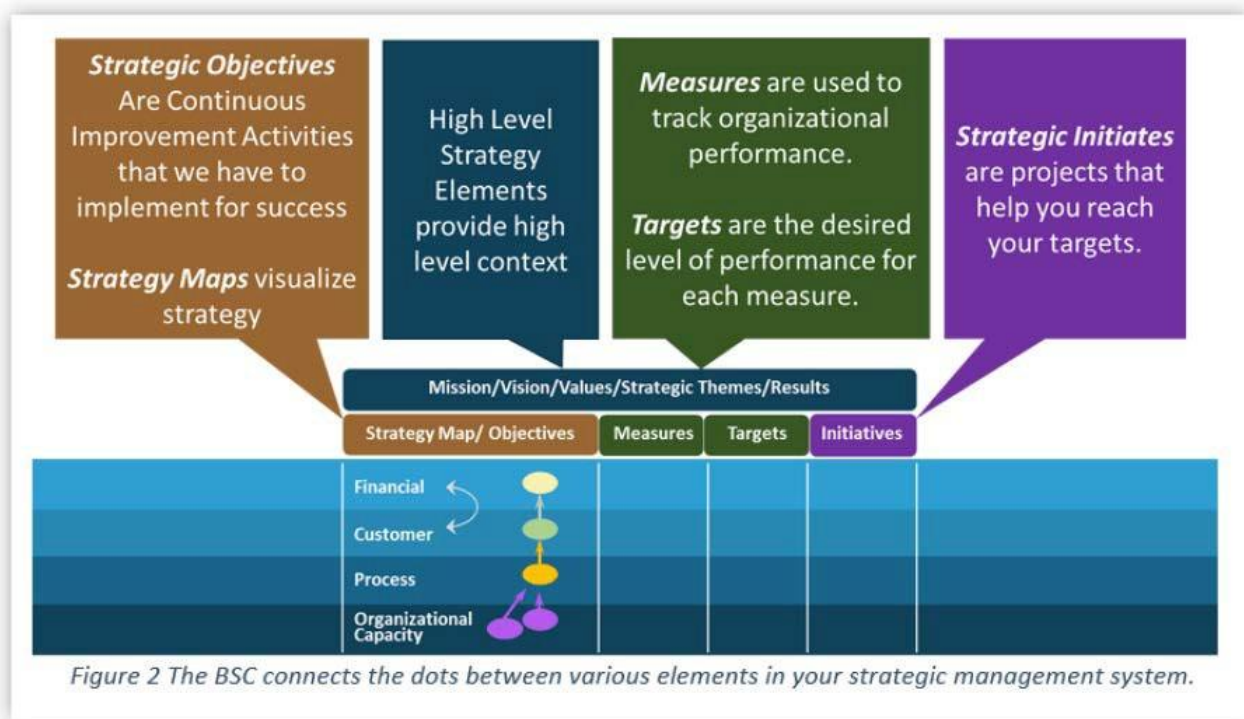 Strategic Objectives
Are Continuous
Improvement Activities
that we have to
implement for success
Strategy Maps visualize
strategy
High Level
Strategy
Elements
provide high
level context
Measures are used to
track organizational
performance.
Targets are the desired
level of performance for
each measure.
Strategic Initiates
are projects that
help you reach
your targets.
Mission/Vision/Values/Strategic Themes/Results
Strategy Map/ Objectives
Measures
Targets
Initiatives
Financial
Customer
Process
Organizational
Capacity
Figure 2 The BSC connects the dots between various elements in your strategic management system.